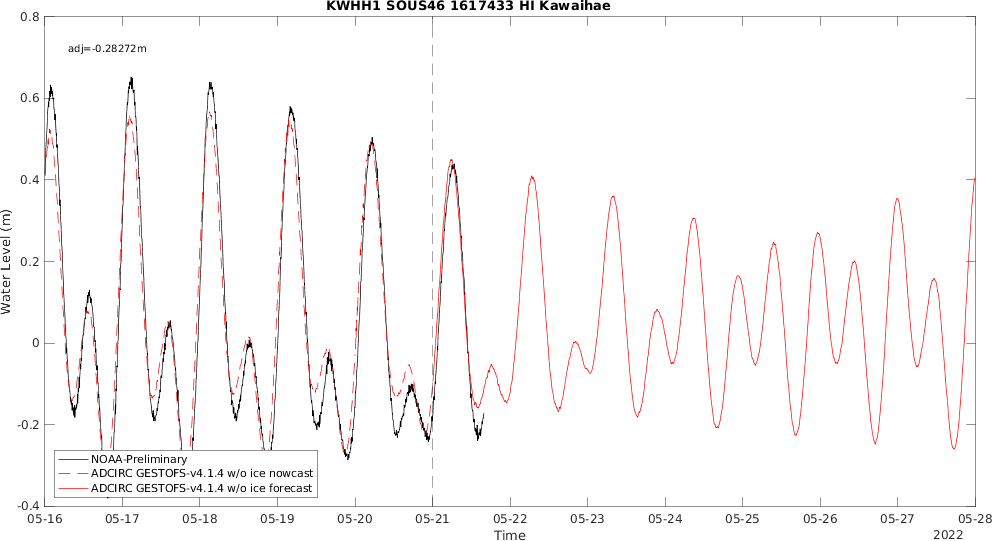 KWHH1 SOUS46 1617433 HI Kawaihae
adj=-0.28272m
Water Level (m)
0.8
0.6
0.4
0.2
0
-0.2
-0.4
NOAA-Preliminary
ADCIRC GESTOFS-v4.1.4 w/o ice nowcast
ADCIRC GESTOFS-v4.1.4 w/o ice forecast
05-16 05-17 05-18 05-19 05-20 05-21 05-22 05-23 05-24 05-25 05-26 05-27 05-28
Time
2022